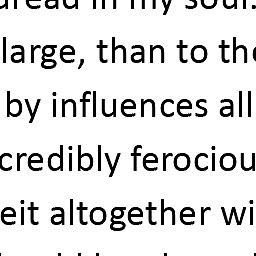 dread in my soul.
large, than to the
by influences all
credibly ferociou
eit altogether wi